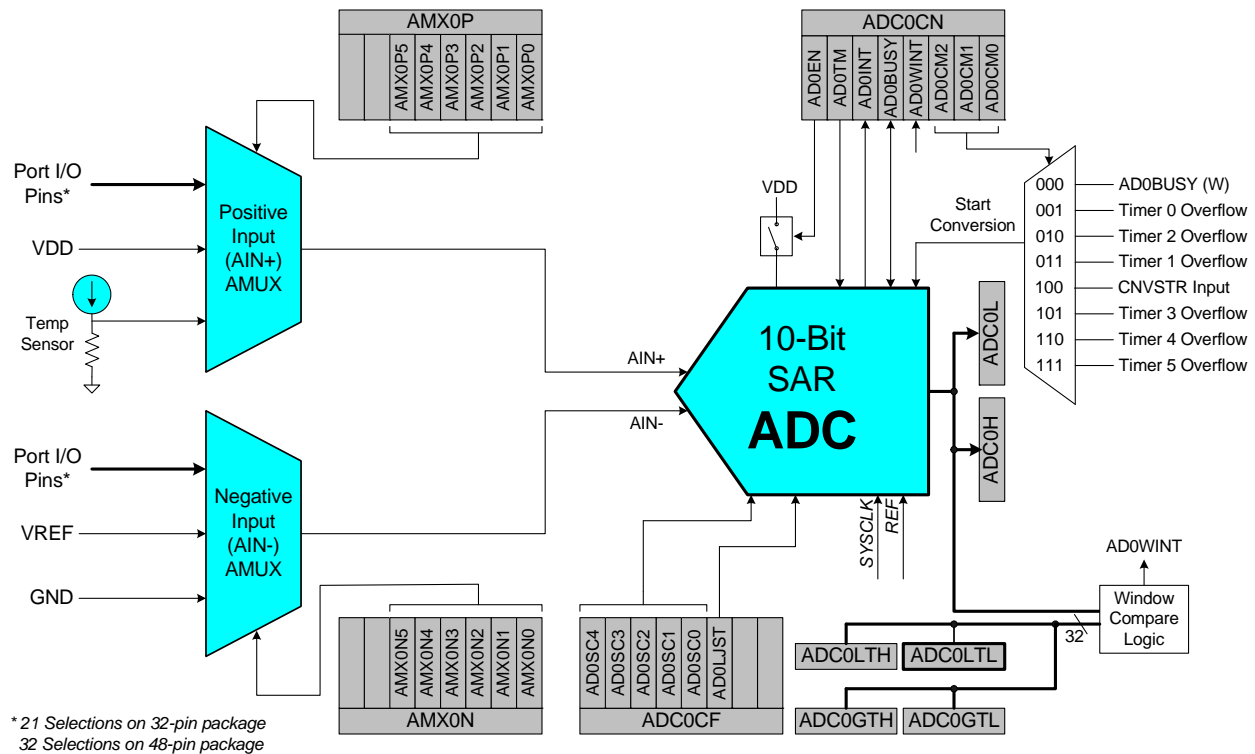 AMX0P
AMX0P5
AMX0P4
AMX0P3
AMX0P2
AMX0P1
AMX0P0
ADC0CN
AD0EN
AD0TM
AD0INT
AD0BUSY
AD0WINT
AD0CM2
AD0CM1
AD0CM0
Port I/O
Pins*
VDD
Temp
Sensor
Positive
Input
(AIN+)
AMUX
VDD
Start
Conversion
000
AD0BUSY (W)
001
Timer 0 Overflow
010
Timer 2 Overflow
011
Timer 1 Overflow
100
CNVSTR Input
101
Timer 3 Overflow
110
Timer 4 Overflow
111
Timer 5 Overflow
AIN+
AIN-
10-Bit
SAR
ADC
ADC0L
ADC0H
Port I/O
Pins*
VREF
GND
Negative
Input
(AIN-)
AMUX
SYSCLK
REF
AD0WINT
Window
Compare
Logic
32
AMX0N5
AMX0N4
AMX0N3
AMX0N2
AMX0N1
AMX0N0
AMX0N
AD0SC4
AD0SC3
AD0SC2
AD0SC1
AD0SC0
AD0LJST
ADC0CF
ADC0LTH
ADC0LTL
ADC0GTH
ADC0GTL
* 21 Selections on 32-pin package
32 Selections on 48-pin package